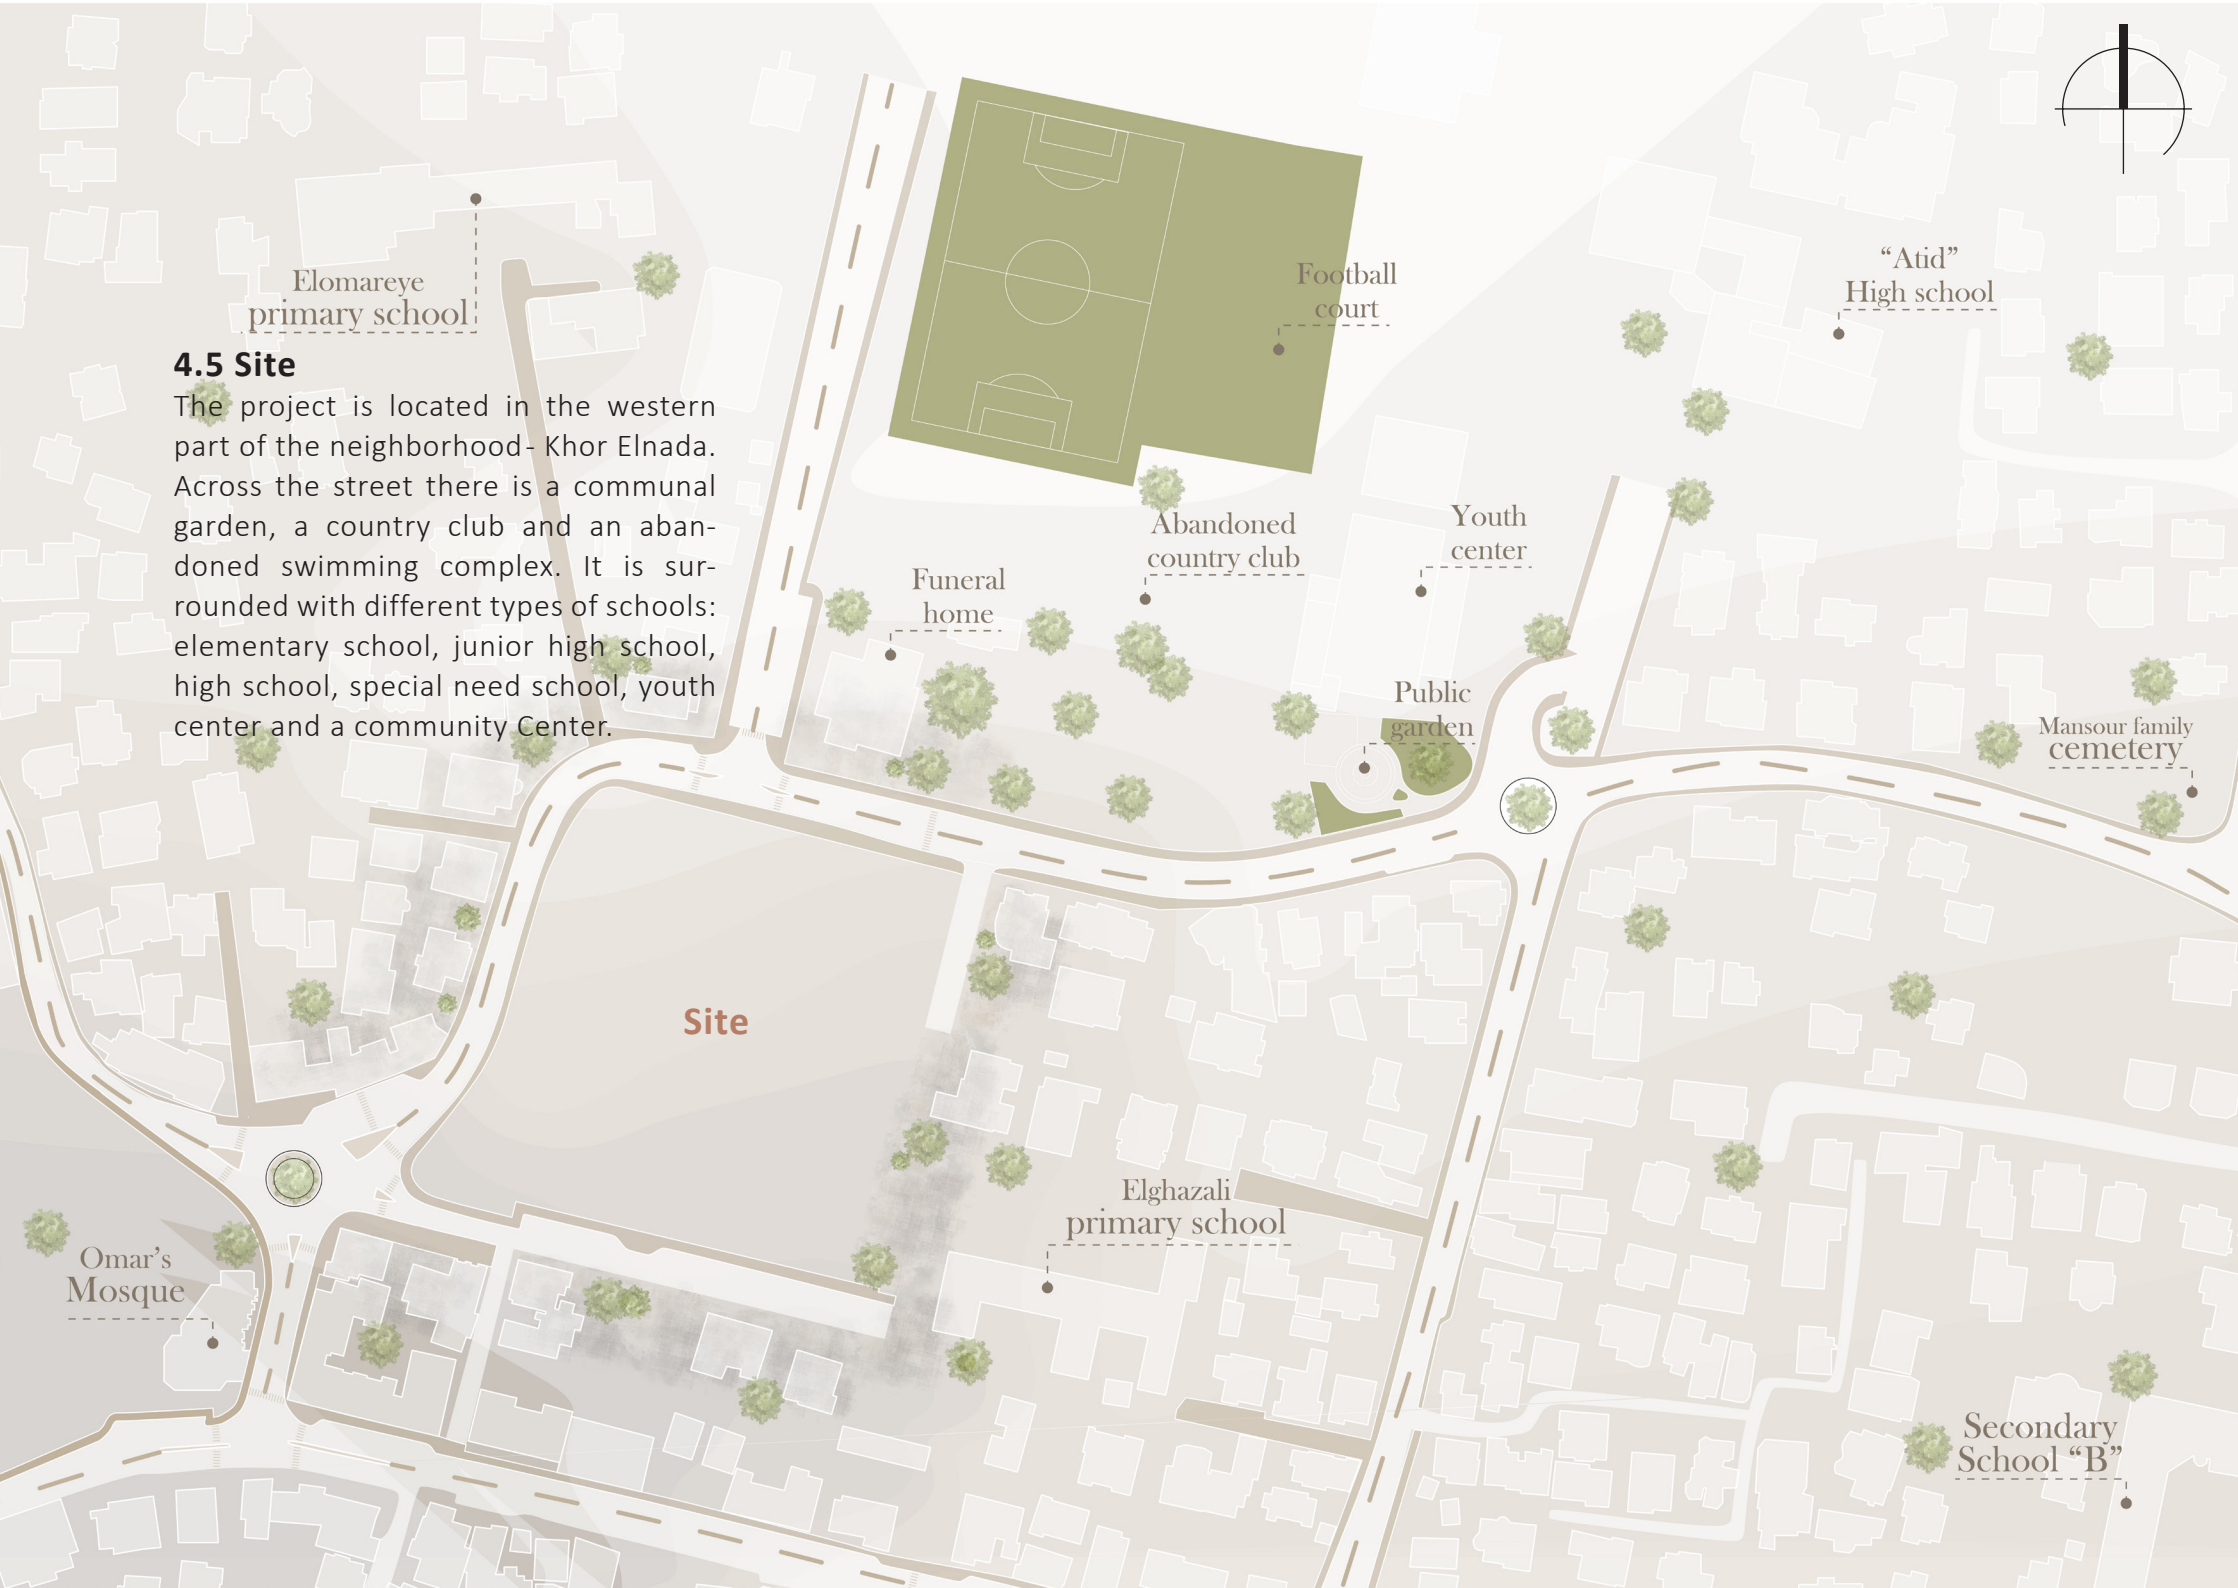 Elomareye
primary school
4.5 Site
The project is located in the western
part of the neighborhood- Khor Elnada.
Across the street there is a communal
garden, a country club and an aban-
doned swimming complex. It is sur-
rounded with different types of schools:
elementary school, junior high school,
high school, special need school, youth
center and a community Center.
Football
court
“Atid”
High school
Abandoned
country club
Youth
center
Funeral
home
Public
garden
Mansour family
cemetery
Site
Elghazali
primary school
Omar’s
Mosque
Secondary
School “B”